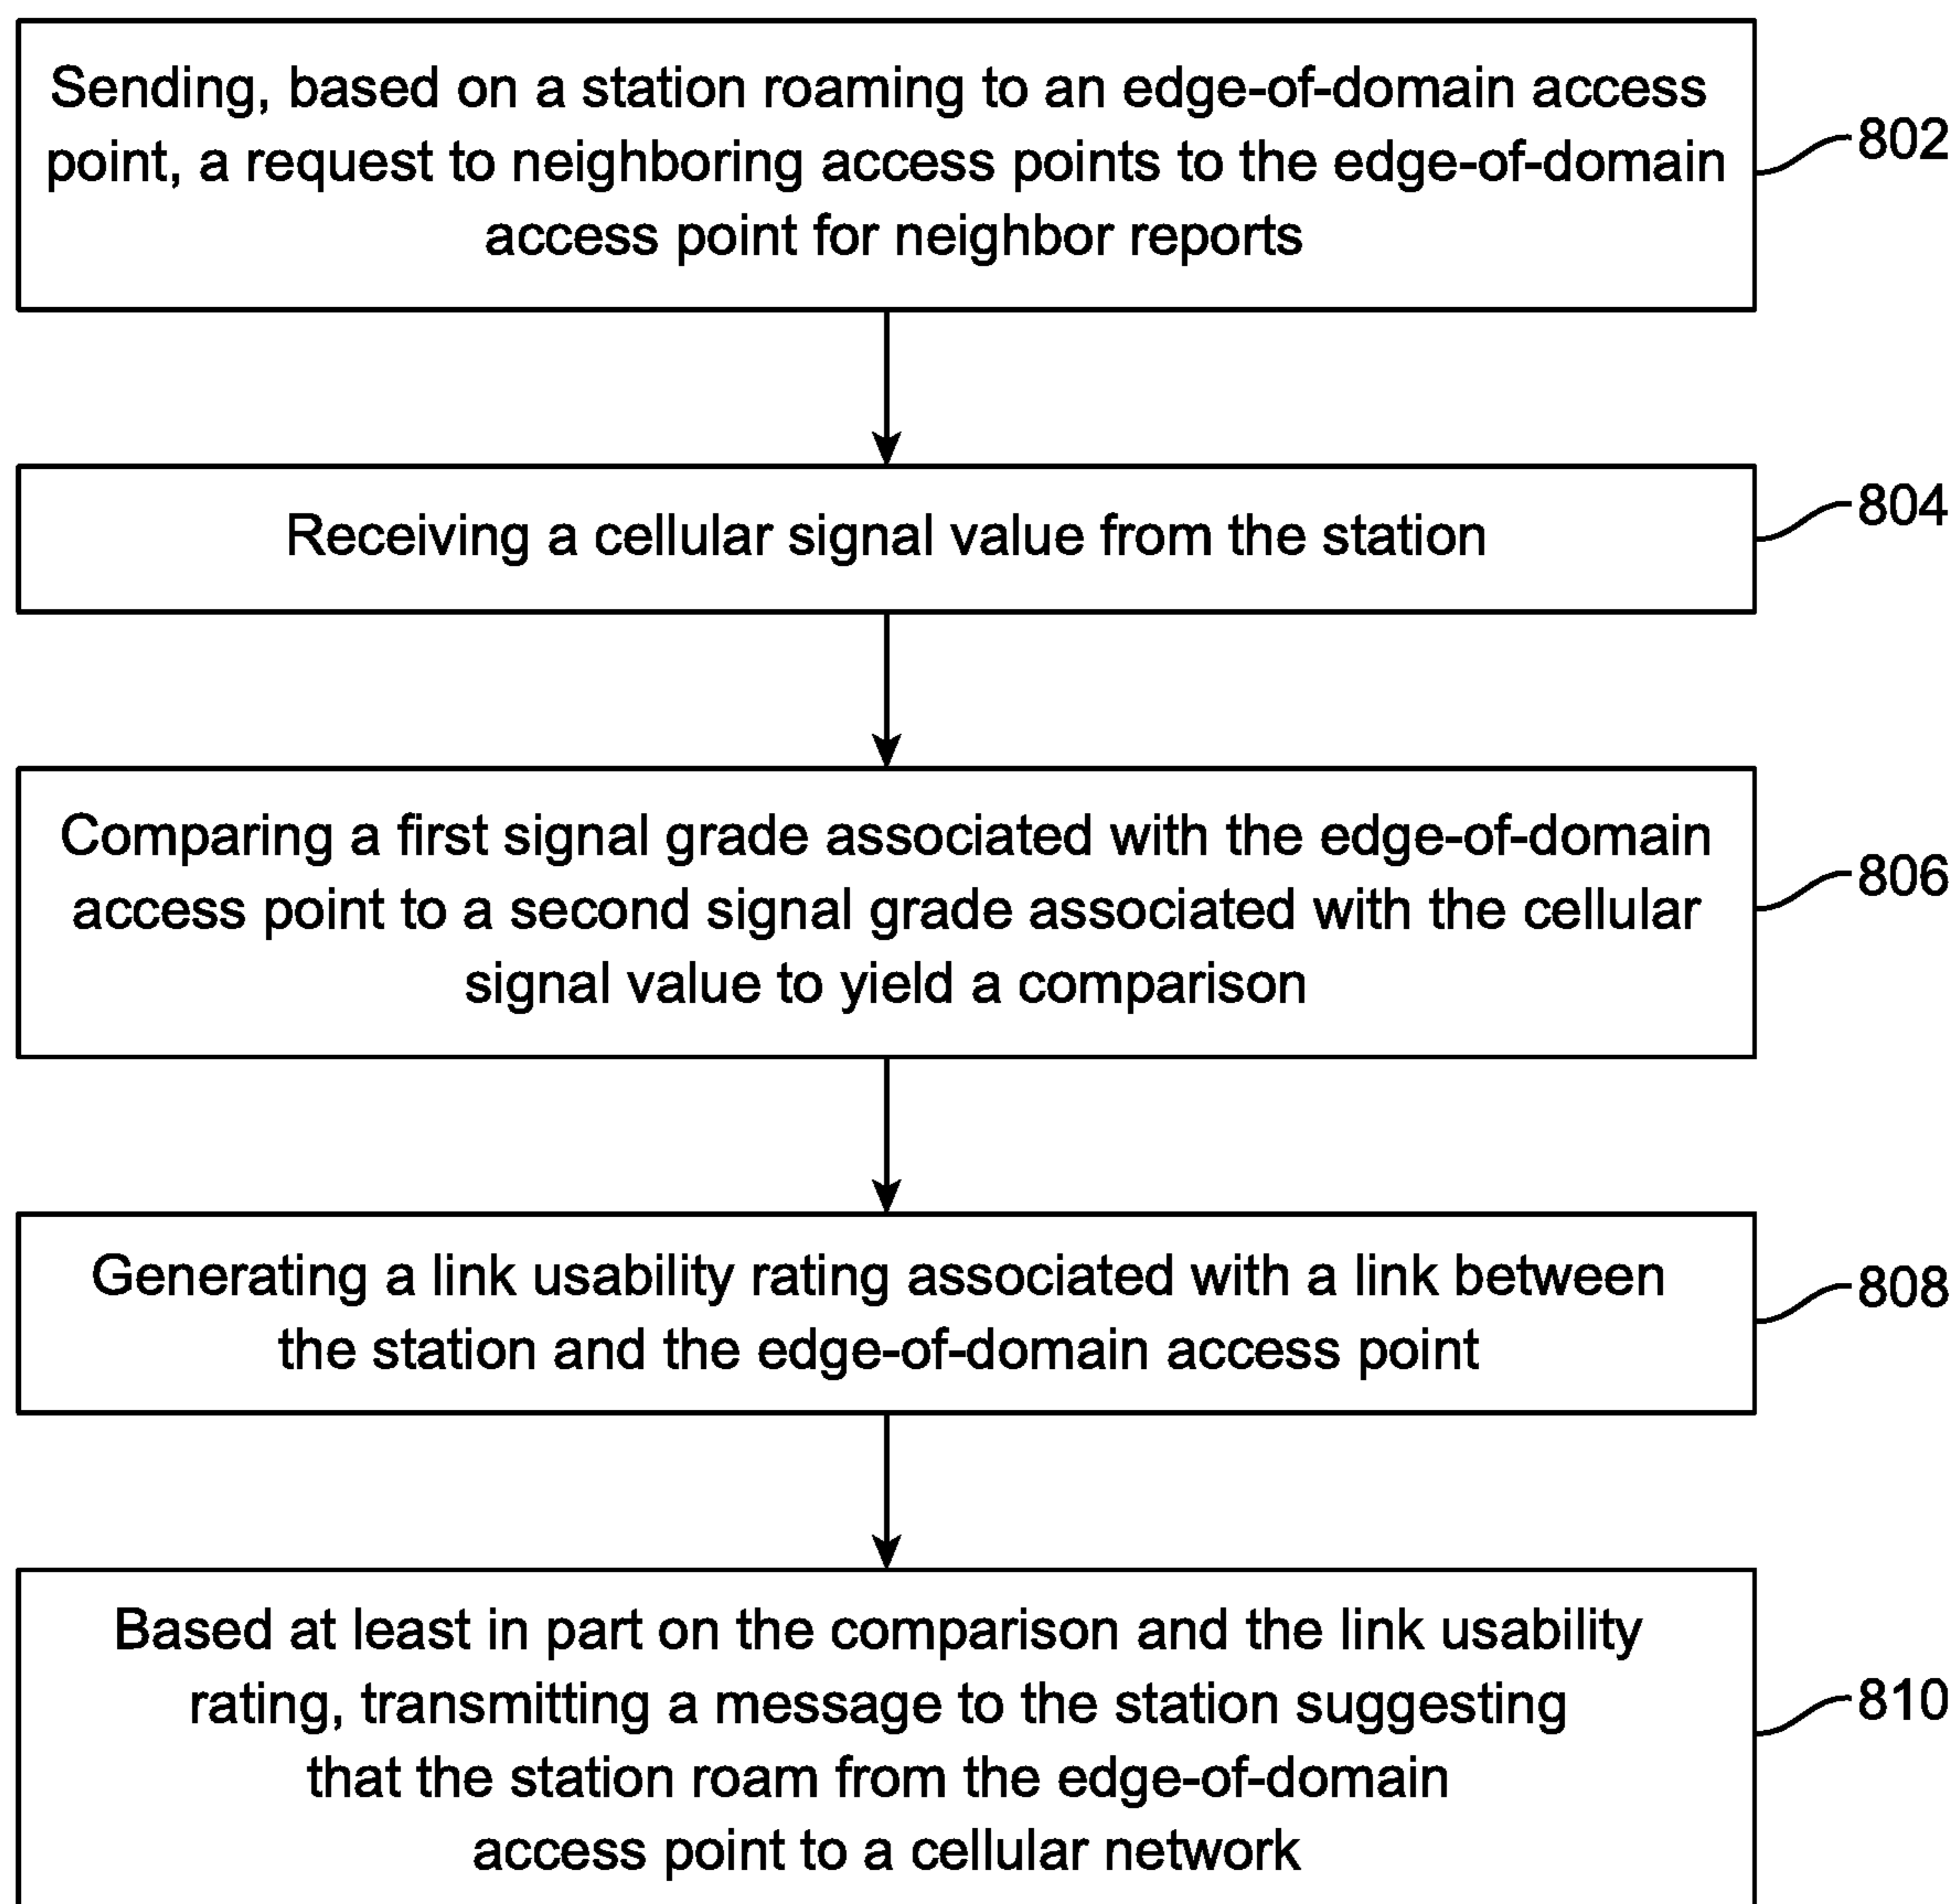 Sending, based on a station roaming to an edge-of-domain access
point, a request to neighboring access points to the edge-of-domain
access point for neighbor reports
802
Receiving a cellular signal value from the station
804
Comparing a first signal grade associated with the edge-of-domain
access point to a second signal grade associated with the cellular
signal value to yield a comparison
806
Generating a link usability rating associated with a link between
the station and the edge-of-domain access point
808
Based at least in part on the comparison and the link usability
rating, transmitting a message to the station suggesting
that the station roam from the edge-of-domain
access point to a cellular network
810